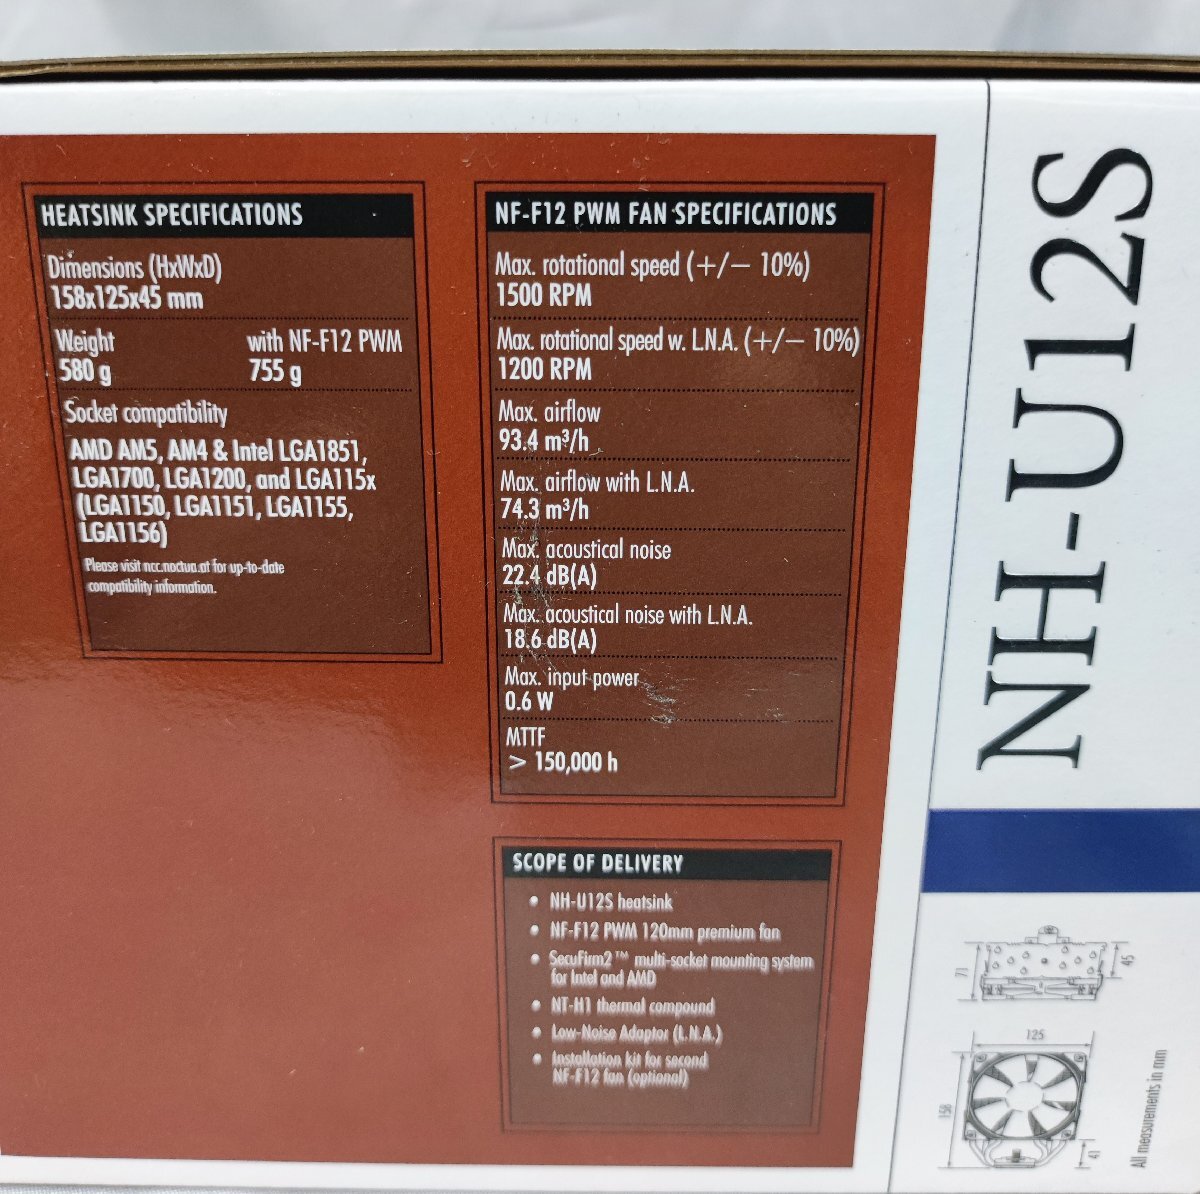 HEATSINK SPECIFICATIONS
Dimensions (HxWxD)
158x125x45 mm
Weight with NF-F12 PWM
580 g 755 g
Socket compatibility
AMD AM5, AM4 & Intel LGA1851,
LGA1700, LGA1200, and LGA115x
(LGA1150, LGA1151, LGA1155,
LGA1156)
Please visit ncc.noctua.at for up-to-date
compatibility information.
NF-F12 PWM FAN SPECIFICATIONS
Max. rotational speed (+/− 10%)
1500 RPM
Max. rotational speed w. L.N.A. (+/− 10%)
1200 RPM
Max. airflow
93.4 m³/h
Max. airflow with L.N.A.
74.3 m³/h
Max. acoustical noise
22.4 dB(A)
Max. acoustical noise with L.N.A.
18.6 dB(A)
Max. input power
0.6 W
MTTF
> 150,000 h
SCOPE OF DELIVERY
• NH-U12S heatsink
• NF-F12 PWM 120mm premium fan
• SecuFirm2™ multi-socket mounting system
for Intel and AMD
• NT-H1 thermal compound
• Low-Noise Adaptor (L.N.A.)
• Installation kit for second
NF-F12 fan (optional)
NH-U12S
71
45
125
158
41
All measurements in mm